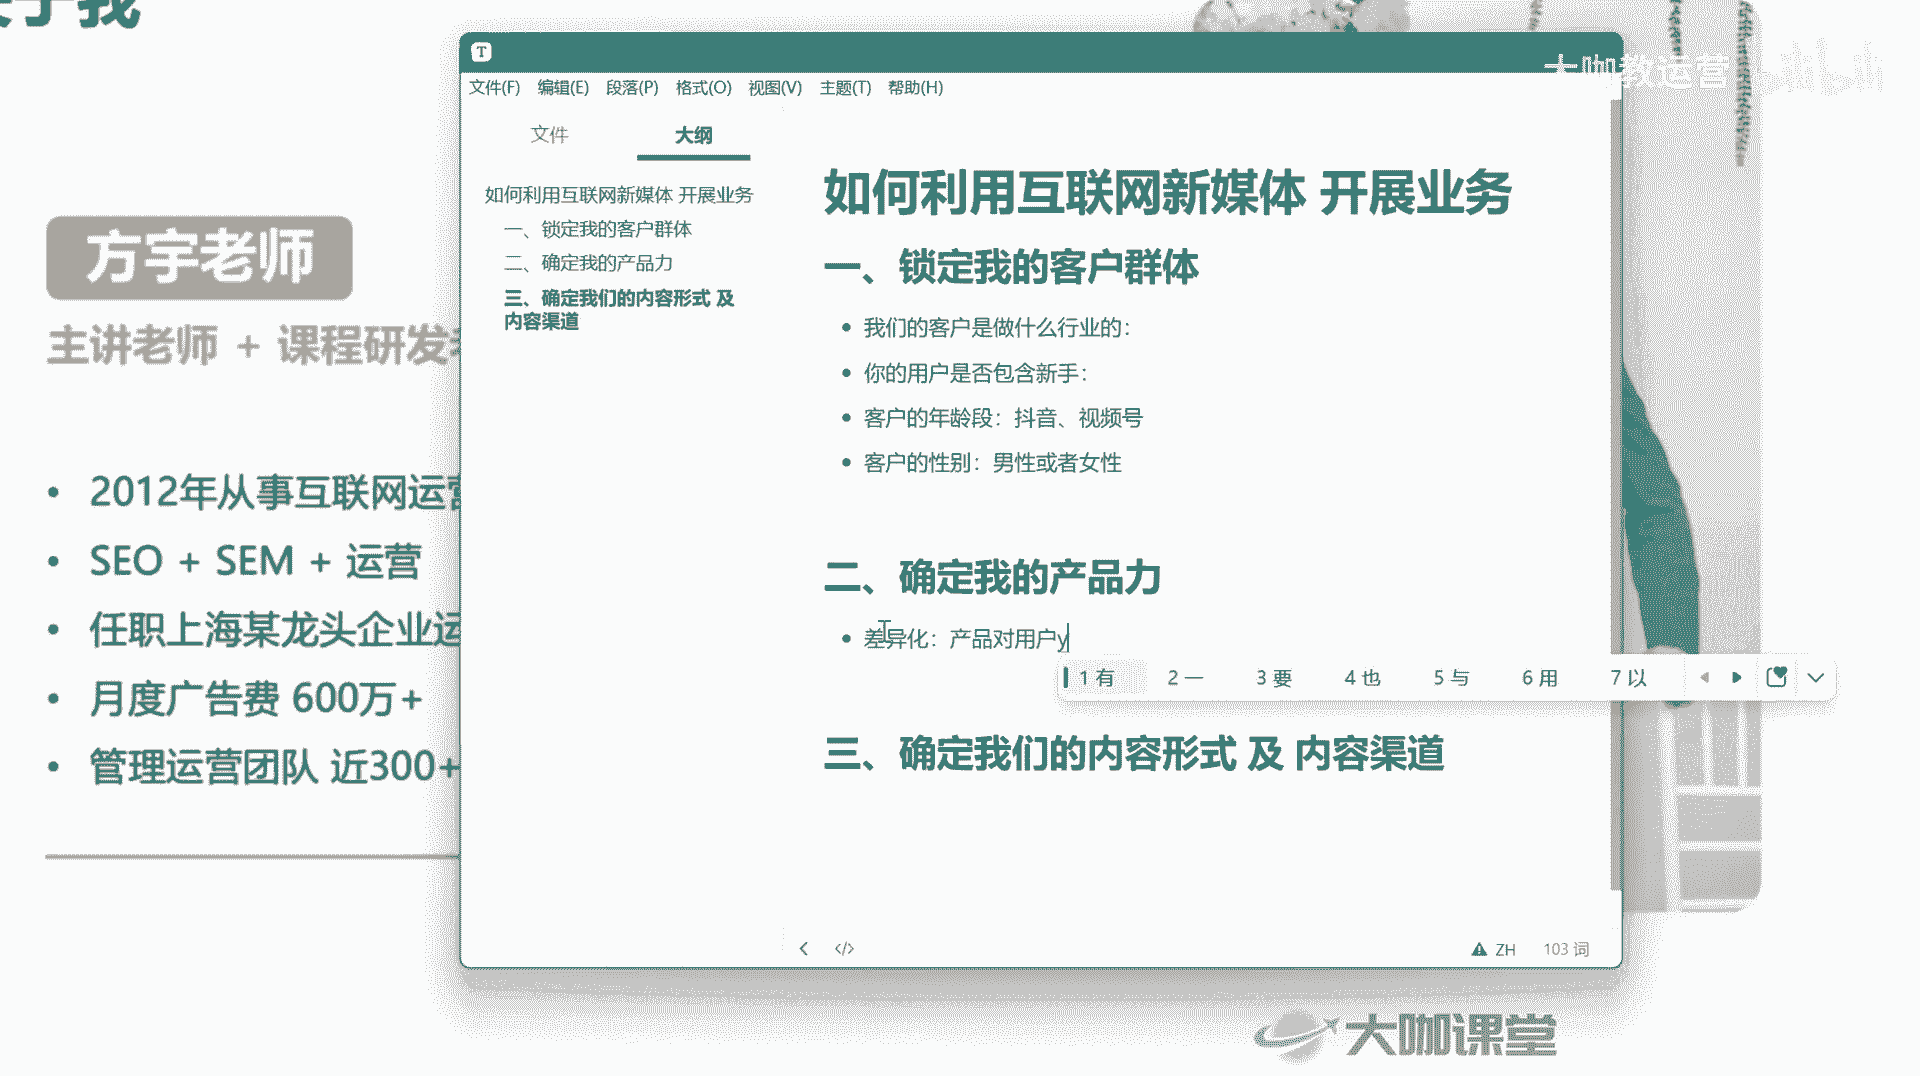 关于我
方宇老师
主讲老师 + 课程研发
2012年从事互联网运营
SEO + SEM + 运营
任职上海某龙头企业运
月度广告费 600万+
管理运营团队 近300+
T
文件(F) 编辑(E) 段落(P) 格式(O) 视图(V) 主题(T) 帮助(H)
文件 大纲
如何利用互联网新媒体 开展业务
一、锁定我的客户群体
二、确定我的产品力
三、确定我们的内容形式 及
内容渠道
如何利用互联网新媒体 开展业务
一、锁定我的客户群体
我们的客户是做什么行业的：
你的用户是否包含新手：
客户的年龄段：抖音、视频号
客户的性别：男性或者女性
二、确定我的产品力
差异化：产品对用户y
1 有 2 一 3 要 4 也 5 与 6 用 7 以
三、确定我们的内容形式 及 内容渠道
</> ZH 103 词
大咖教运营 bilibili
大咖课堂